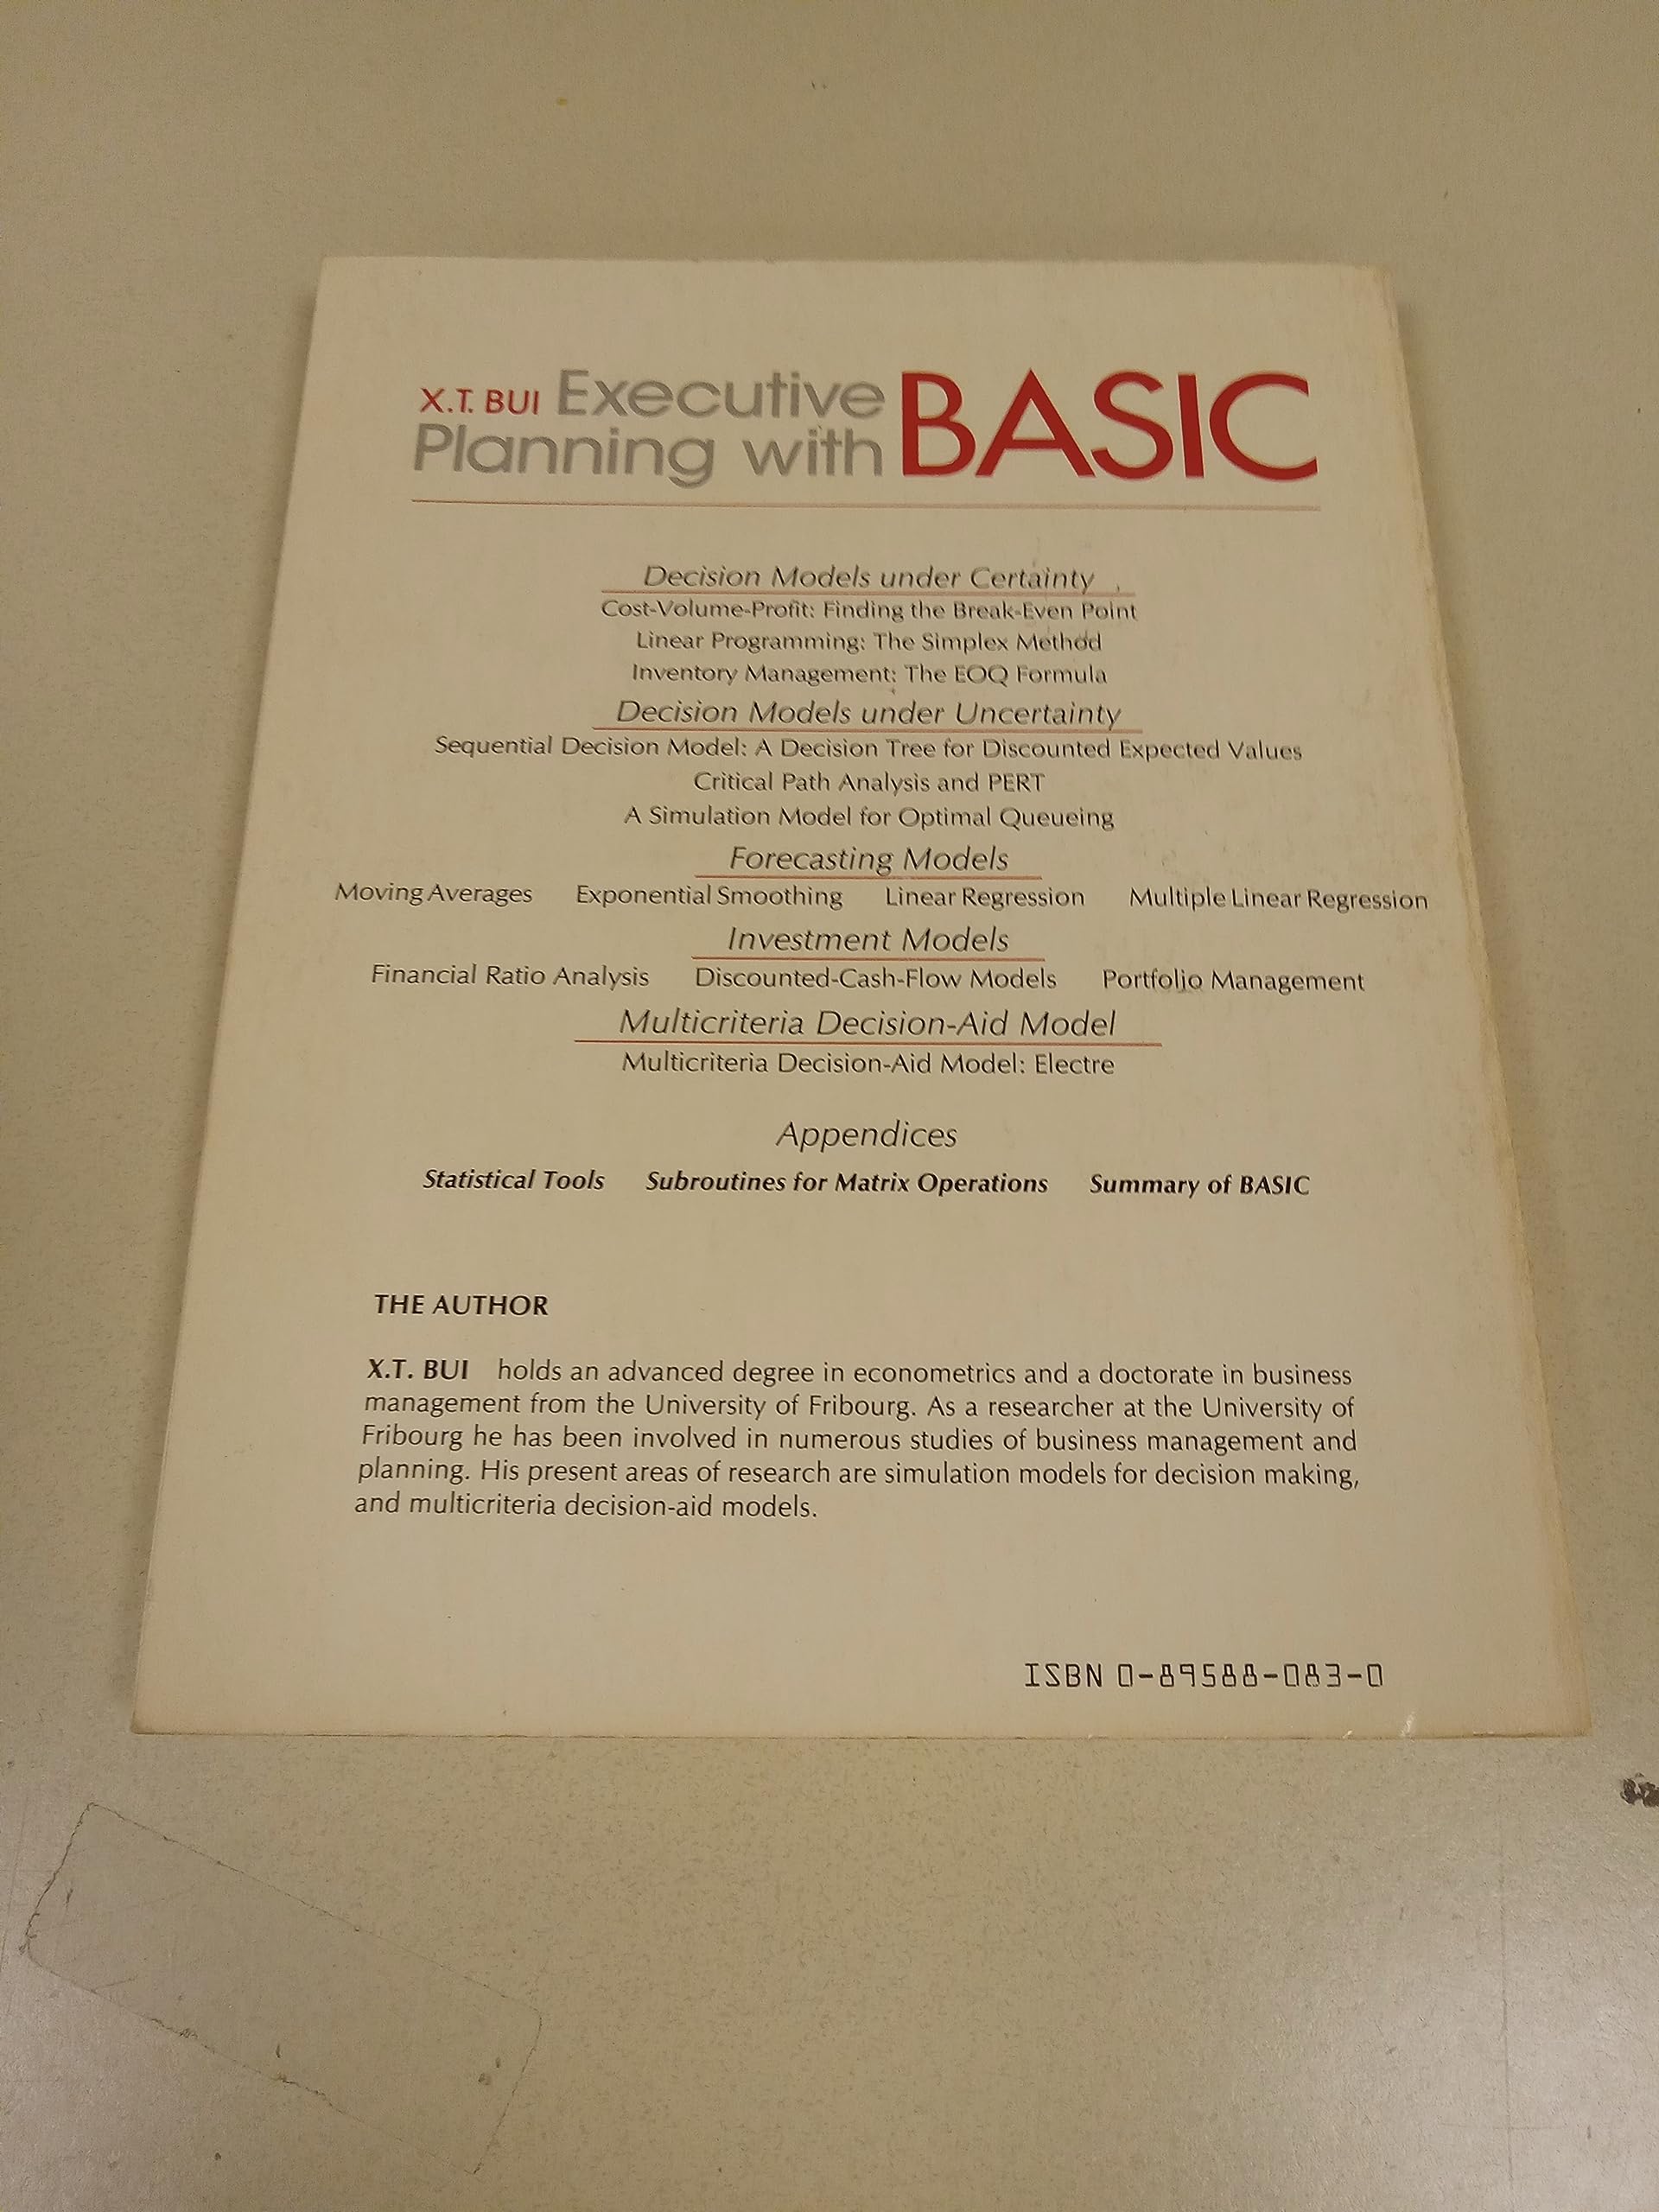 X.T. BUI Executive
Planning with BASIC
Decision Models under Certainty
Cost-Volume-Profit: Finding the Break-Even Point
Linear Programming: The Simplex Method
Inventory Management: The EOQ Formula
Decision Models under Uncertainty
Sequential Decision Model: A Decision Tree for Discounted Expected Values
Critical Path Analysis and PERT
A Simulation Model for Optimal Queueing
Forecasting Models
Moving Averages Exponential Smoothing Linear Regression Multiple Linear Regression
Investment Models
Financial Ratio Analysis Discounted-Cash-Flow Models Portfolio Management
Multicriteria Decision-Aid Model
Multicriteria Decision-Aid Model: Electre
Appendices
Statistical Tools Subroutines for Matrix Operations Summary of BASIC
THE AUTHOR
X.T. BUI holds an advanced degree in econometrics and a doctorate in business
management from the University of Fribourg. As a researcher at the University of
Fribourg he has been involved in numerous studies of business management and
planning. His present areas of research are simulation models for decision making,
and multicriteria decision-aid models.
ISBN 0-89588-083-0